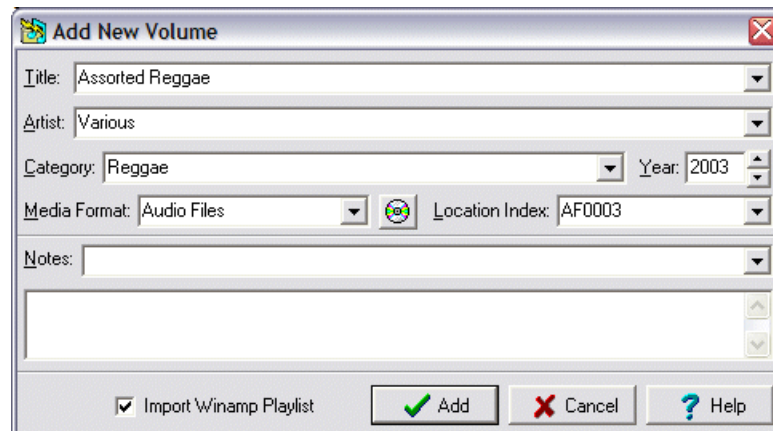 Add New Volume
Title: Assorted Reggae
Artist: Various
Category: Reggae Year: 2003
Media Format: Audio Files Location Index: AF0003
Notes:
Import Winamp Playlist Add Cancel Help